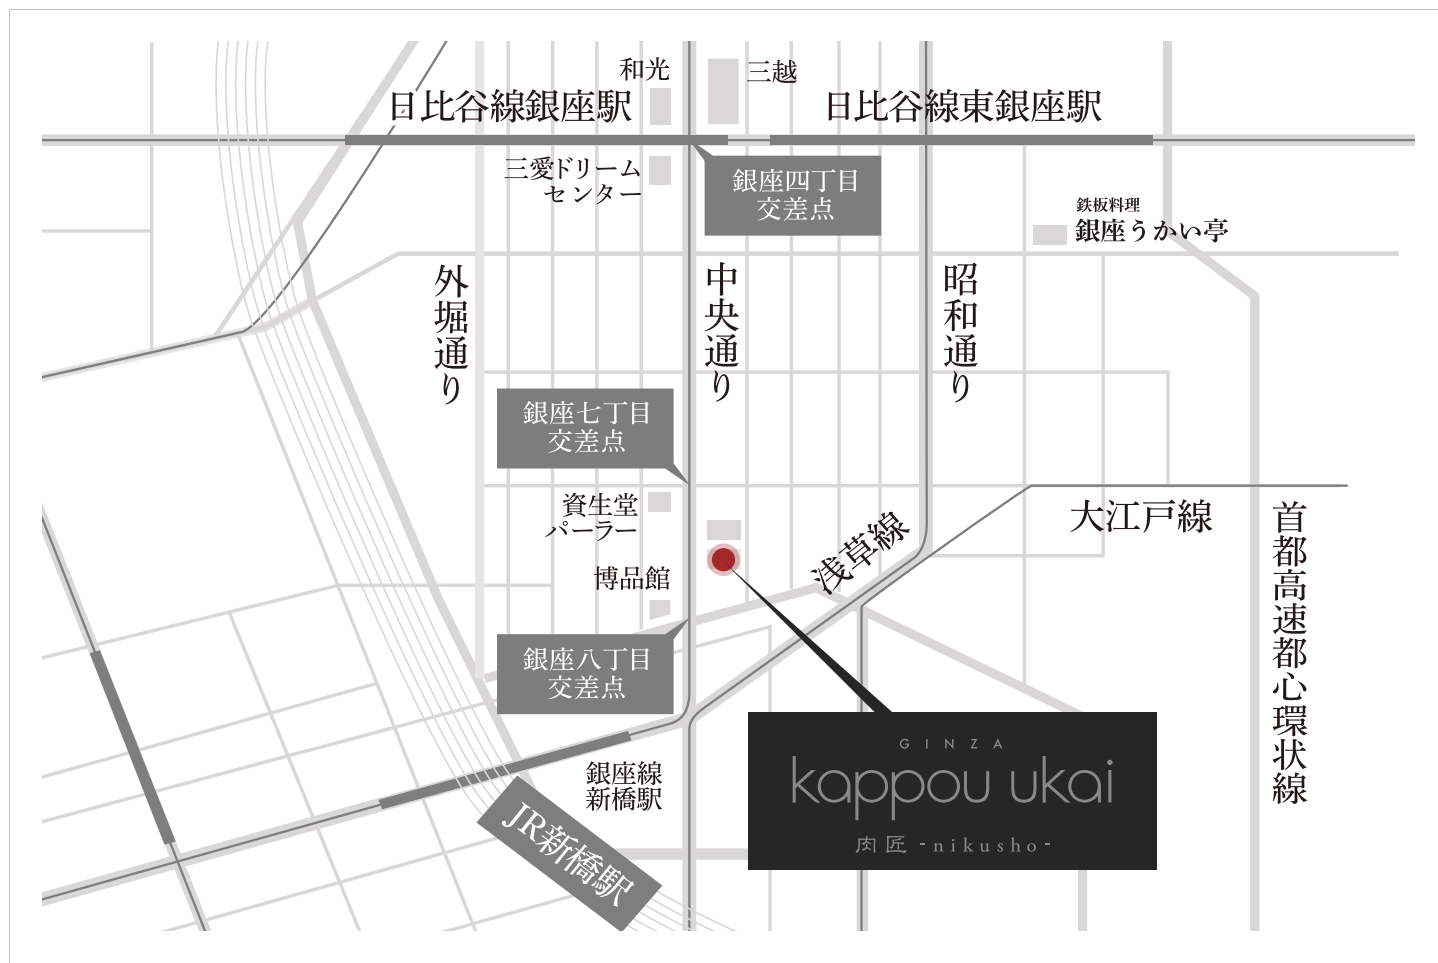 和光
三越
日比谷線銀座駅
日比谷線東銀座駅
三愛ドリーム
センター
銀座四丁目
交差点
鉄板料理
銀座うかい亭
外堀通り
中央通り
昭和通り
銀座七丁目
交差点
資生堂
パーラー
博品館
浅草線
大江戸線
首都高速都心環状線
銀座八丁目
交差点
銀座線
新橋駅
JR新橋駅
GINZA
kappou ukai
肉匠 -nikusho-